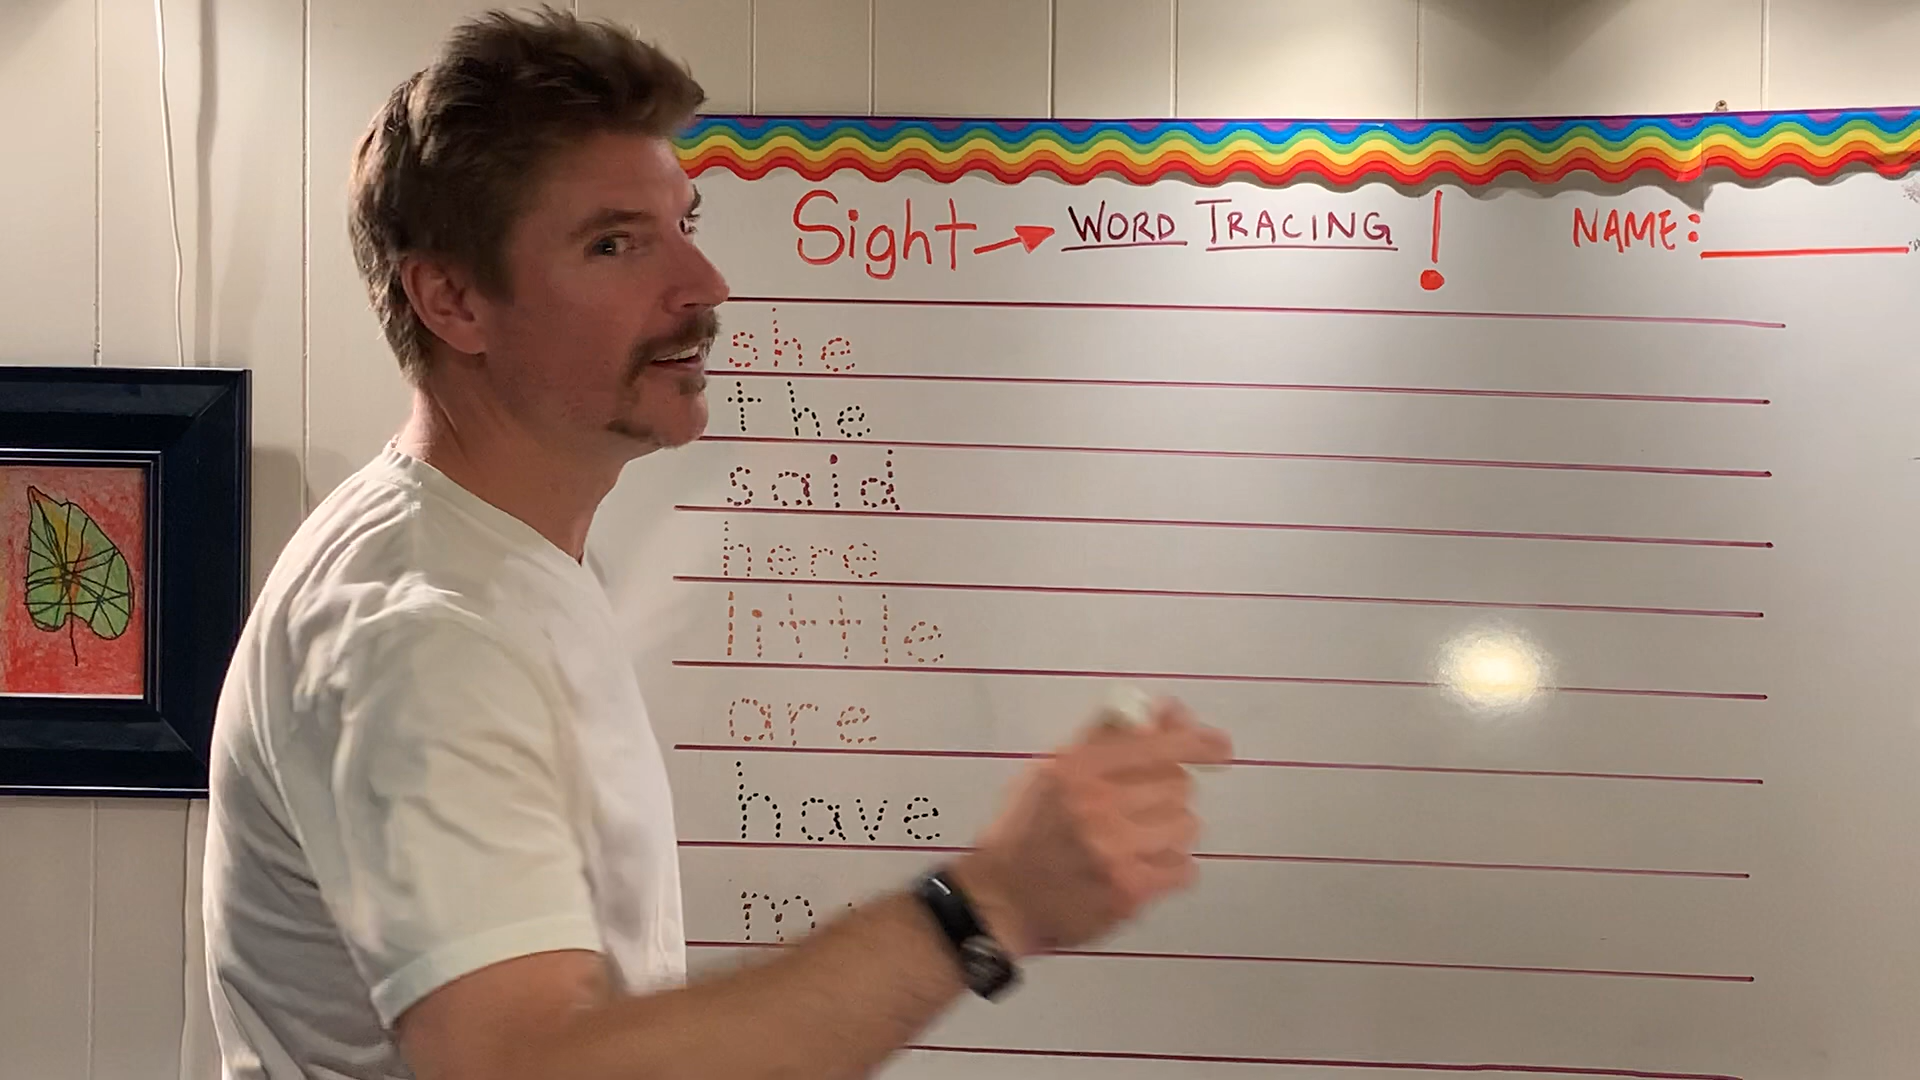 Sight → WORD TRACING! NAME:
she
the
said
here
little
are
have